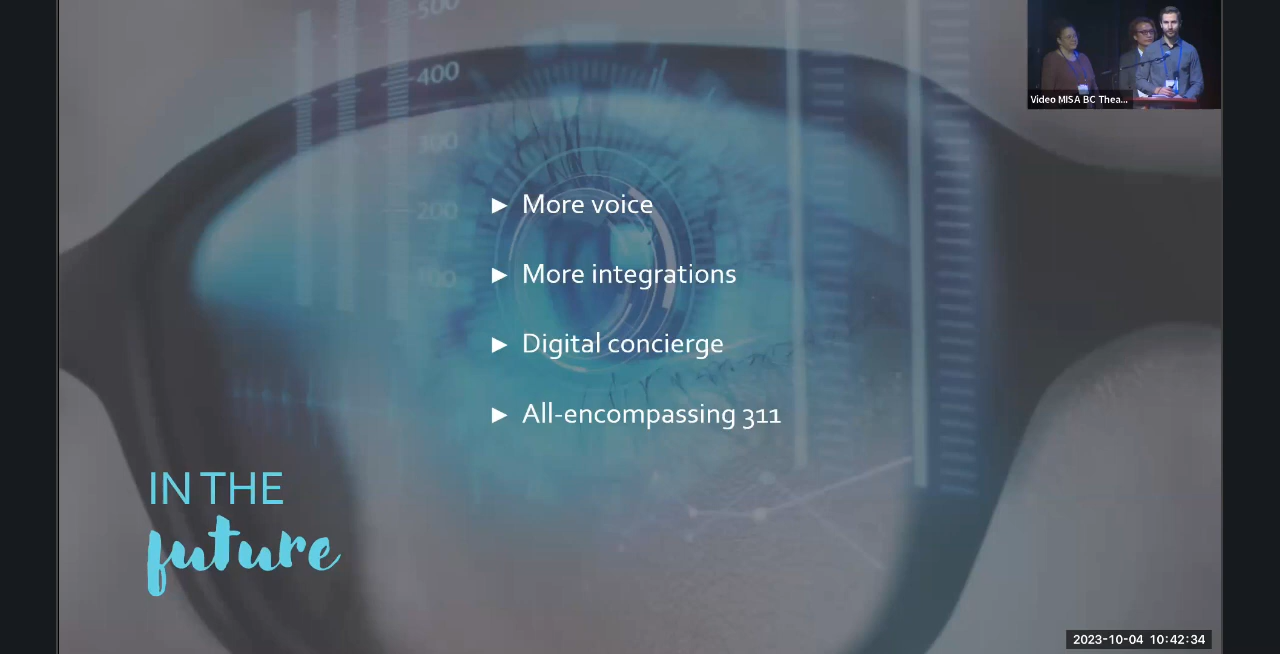 500
400
300
200
100
Video MISA BC Thea...
► More voice
► More integrations
► Digital concierge
► All-encompassing 311
IN THE
future
2023-10-04 10:42:34